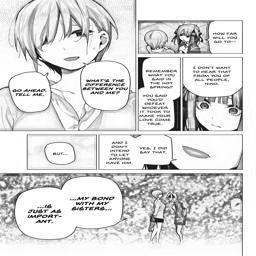 HOW FAR
WILL YOU
GO TO—
I DON'T
WANT TO
HEAR THAT
FROM YOU OF
ALL PEOPLE,
NINO.
REMEMBER
WHAT YOU
SAID IN
THE HOT
SPRING?
YOU SAID
YOU'D
DEFEAT
WHOEVER
IT TOOK
TO MAKE
YOUR LOVE
COME TRUE.
WHAT'S THE
DIFFERENCE
BETWEEN YOU
AND ME?
GO AHEAD,
TELL ME.
YES, I DID
SAY THAT.
AND I
DON'T
INTEND
TO LET
ANYONE
HAVE HIM.
BUT...
...MY BOND
WITH MY
SISTERS...
...IS
JUST AS
IMPORT-
ANT.